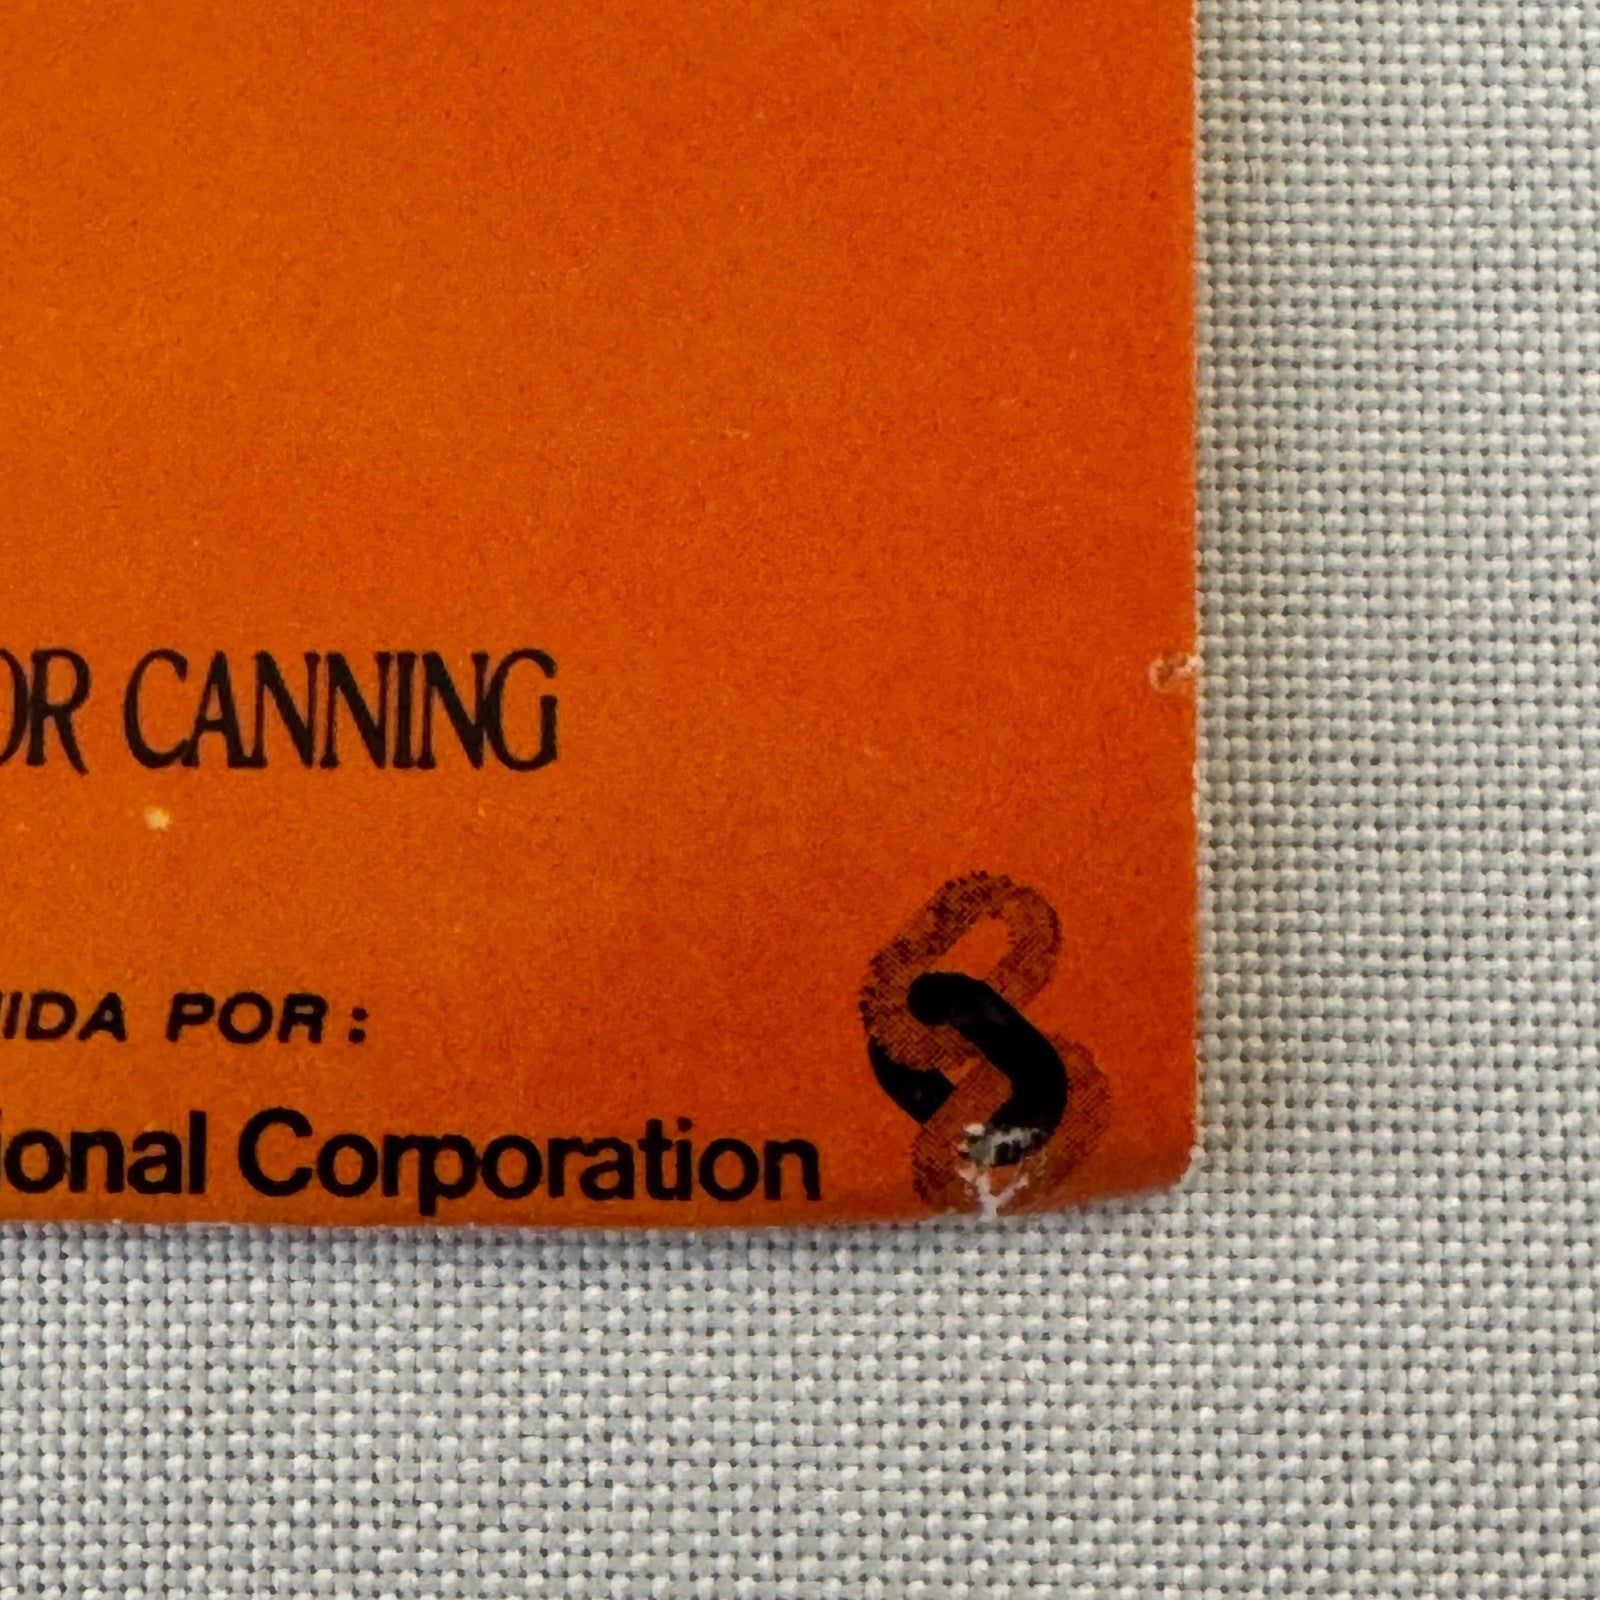 OR CANNING
IDA POR:
ional Corporation